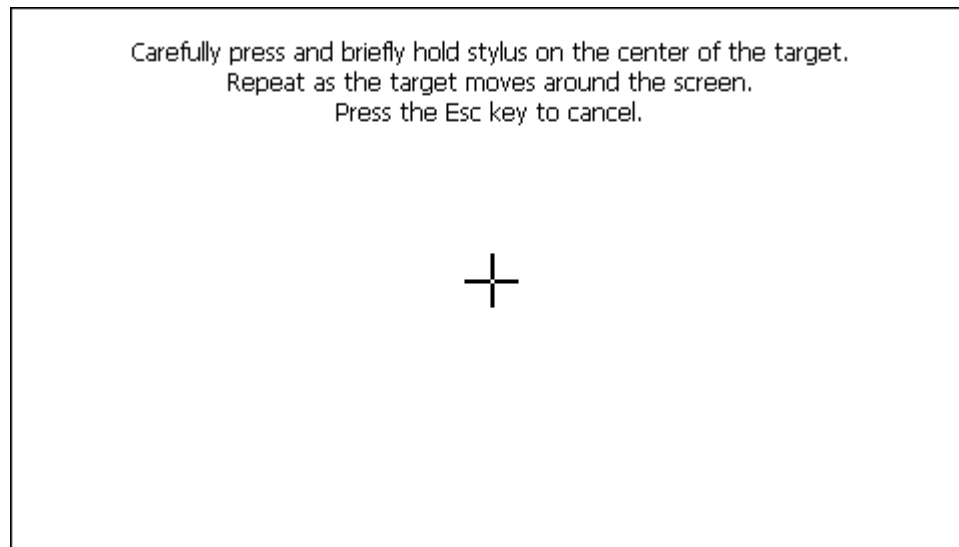 Carefully press and briefly hold stylus on the center of the target.
Repeat as the target moves around the screen.
Press the Esc key to cancel.